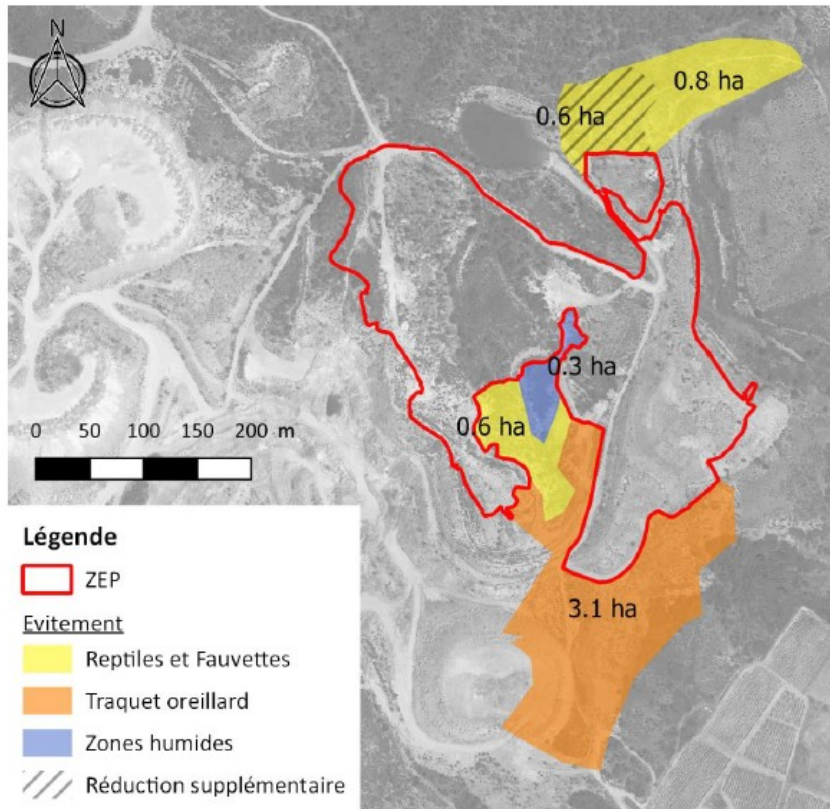 N
0.8 ha
0.6 ha
0.3 ha
0.6 ha
0 50 100 150 200 m
3.1 ha
Légende
ZEP
Evitement
Reptiles et Fauvettes
Traquet oreillard
Zones humides
Réduction supplémentaire